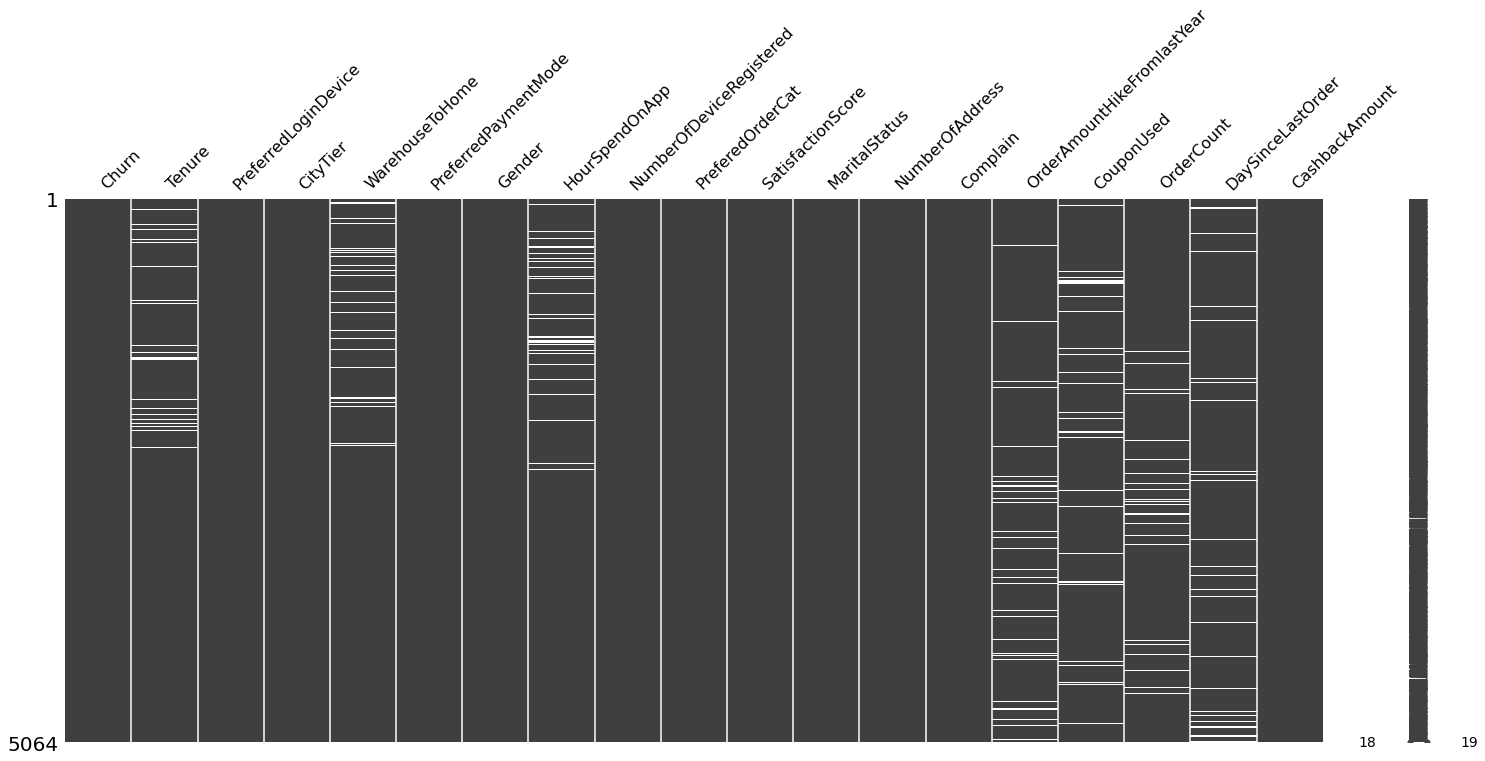 Churn
Tenure
PreferredLoginDevice
CityTier
WarehouseToHome
PreferredPaymentMode
Gender
HourSpendOnApp
NumberOfDeviceRegistered
PreferedOrderCat
SatisfactionScore
MaritalStatus
NumberOfAddress
Complain
OrderAmountHikeFromlastYear
CouponUsed
OrderCount
DaySinceLastOrder
CashbackAmount
1
5064
18
19